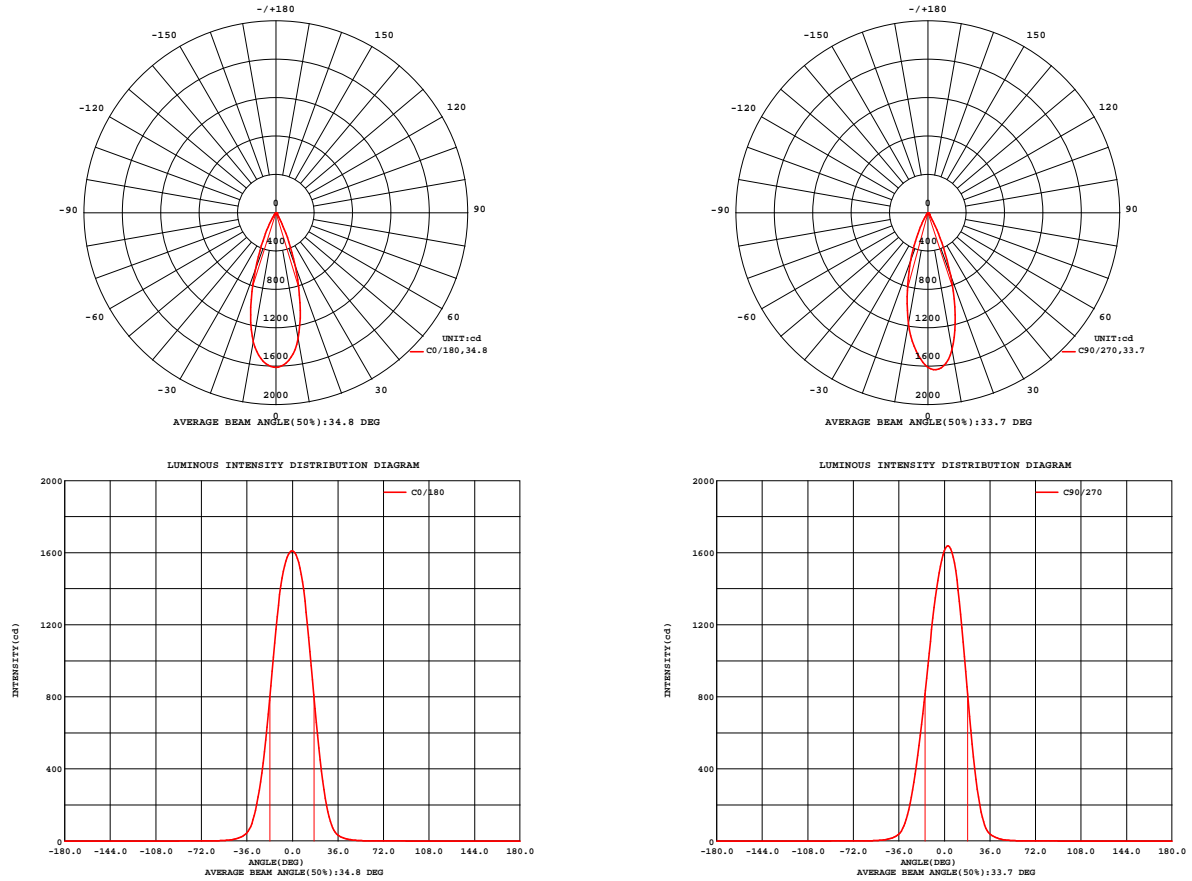 -/+180
-150
150
-120
120
-90
90
-60
60
-30
30
0
0
400
800
1200
1600
2000
UNIT:cd
C0/180,34.8
AVERAGE BEAM ANGLE(50%):34.8 DEG
-/+180
-150
150
-120
120
-90
90
-60
60
-30
30
0
0
400
800
1200
1600
2000
UNIT:cd
C90/270,33.7
AVERAGE BEAM ANGLE(50%):33.7 DEG
LUMINOUS INTENSITY DISTRIBUTION DIAGRAM
C0/180
INTENSITY(cd)
2000
1600
1200
800
400
0
-180.0 -144.0 -108.0 -72.0 -36.0 0.0 36.0 72.0 108.0 144.0 180.0
ANGLE(DEG)
AVERAGE BEAM ANGLE(50%):34.8 DEG
LUMINOUS INTENSITY DISTRIBUTION DIAGRAM
C90/270
INTENSITY(cd)
2000
1600
1200
800
400
0
-180.0 -144.0 -108.0 -72.0 -36.0 0.0 36.0 72.0 108.0 144.0 180.0
ANGLE(DEG)
AVERAGE BEAM ANGLE(50%):33.7 DEG